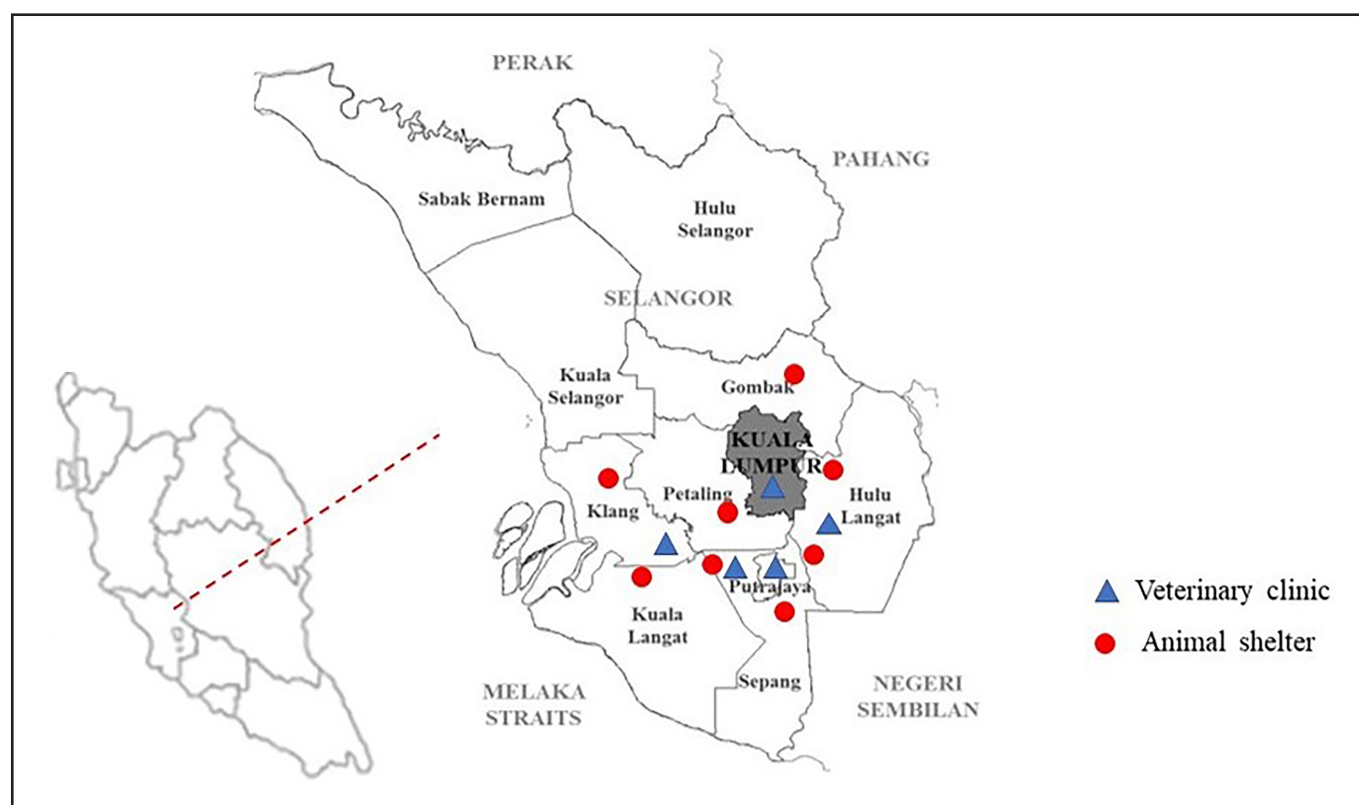 PERAK
PAHANG
Sabak Bernam
Hulu
Selangor
SELANGOR
Kuala
Selangor
Gombak
KUALA
LUMPUR
Petaling
Klang
Hulu
Langat
Putrajaya
Kuala
Langat
Sepang
MELAKA
STRAITS
NEGERI
SEMBILAN
Veterinary clinic
Animal shelter